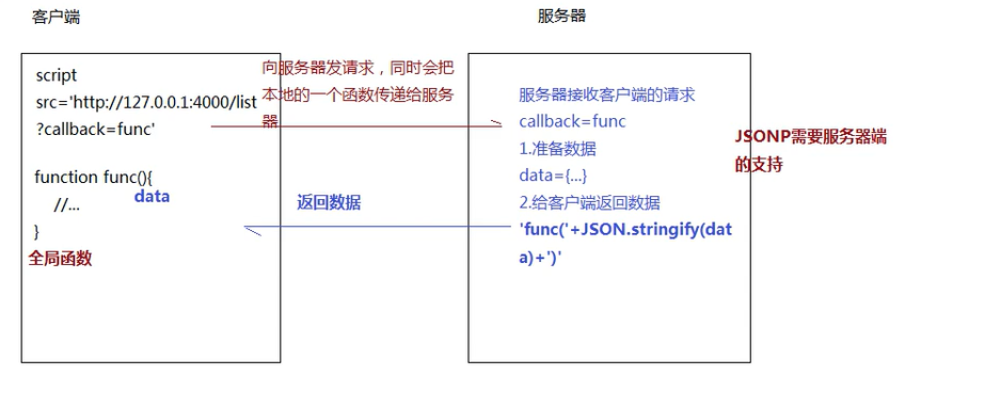 客户端
服务器
script
src='http://127.0.0.1:4000/list
?callback=func'
function func(){
data
//...
}
全局函数
向服务器发请求，同时会把
本地的一个函数传递给服务
器
返回数据
服务器接收客户端的请求
callback=func
1.准备数据
data={...}
2.给客户端返回数据
'func('+JSON.stringify(dat
a)+')'
JSONP需要服务器端
的支持